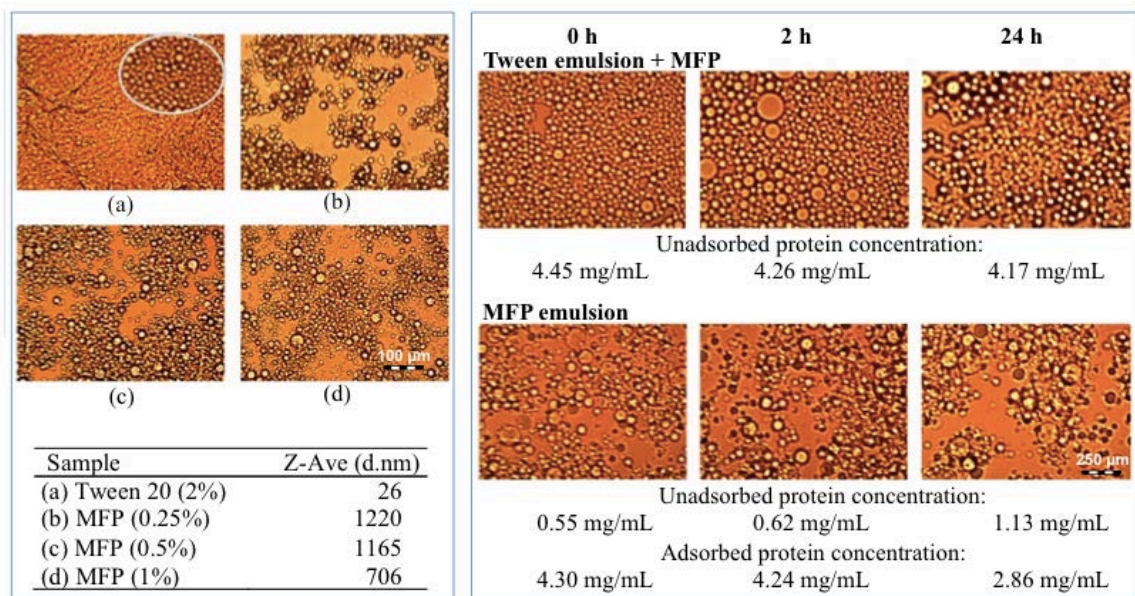 (a)
(b)
(c)
(d)
100 μm
Sample Z-Ave (d.nm)
(a) Tween 20 (2%) 26
(b) MFP (0.25%) 1220
(c) MFP (0.5%) 1165
(d) MFP (1%) 706
0 h 2 h 24 h
Tween emulsion + MFP
Unadsorbed protein concentration:
4.45 mg/mL 4.26 mg/mL 4.17 mg/mL
MFP emulsion
250 μm
Unadsorbed protein concentration:
0.55 mg/mL 0.62 mg/mL 1.13 mg/mL
Adsorbed protein concentration:
4.30 mg/mL 4.24 mg/mL 2.86 mg/mL